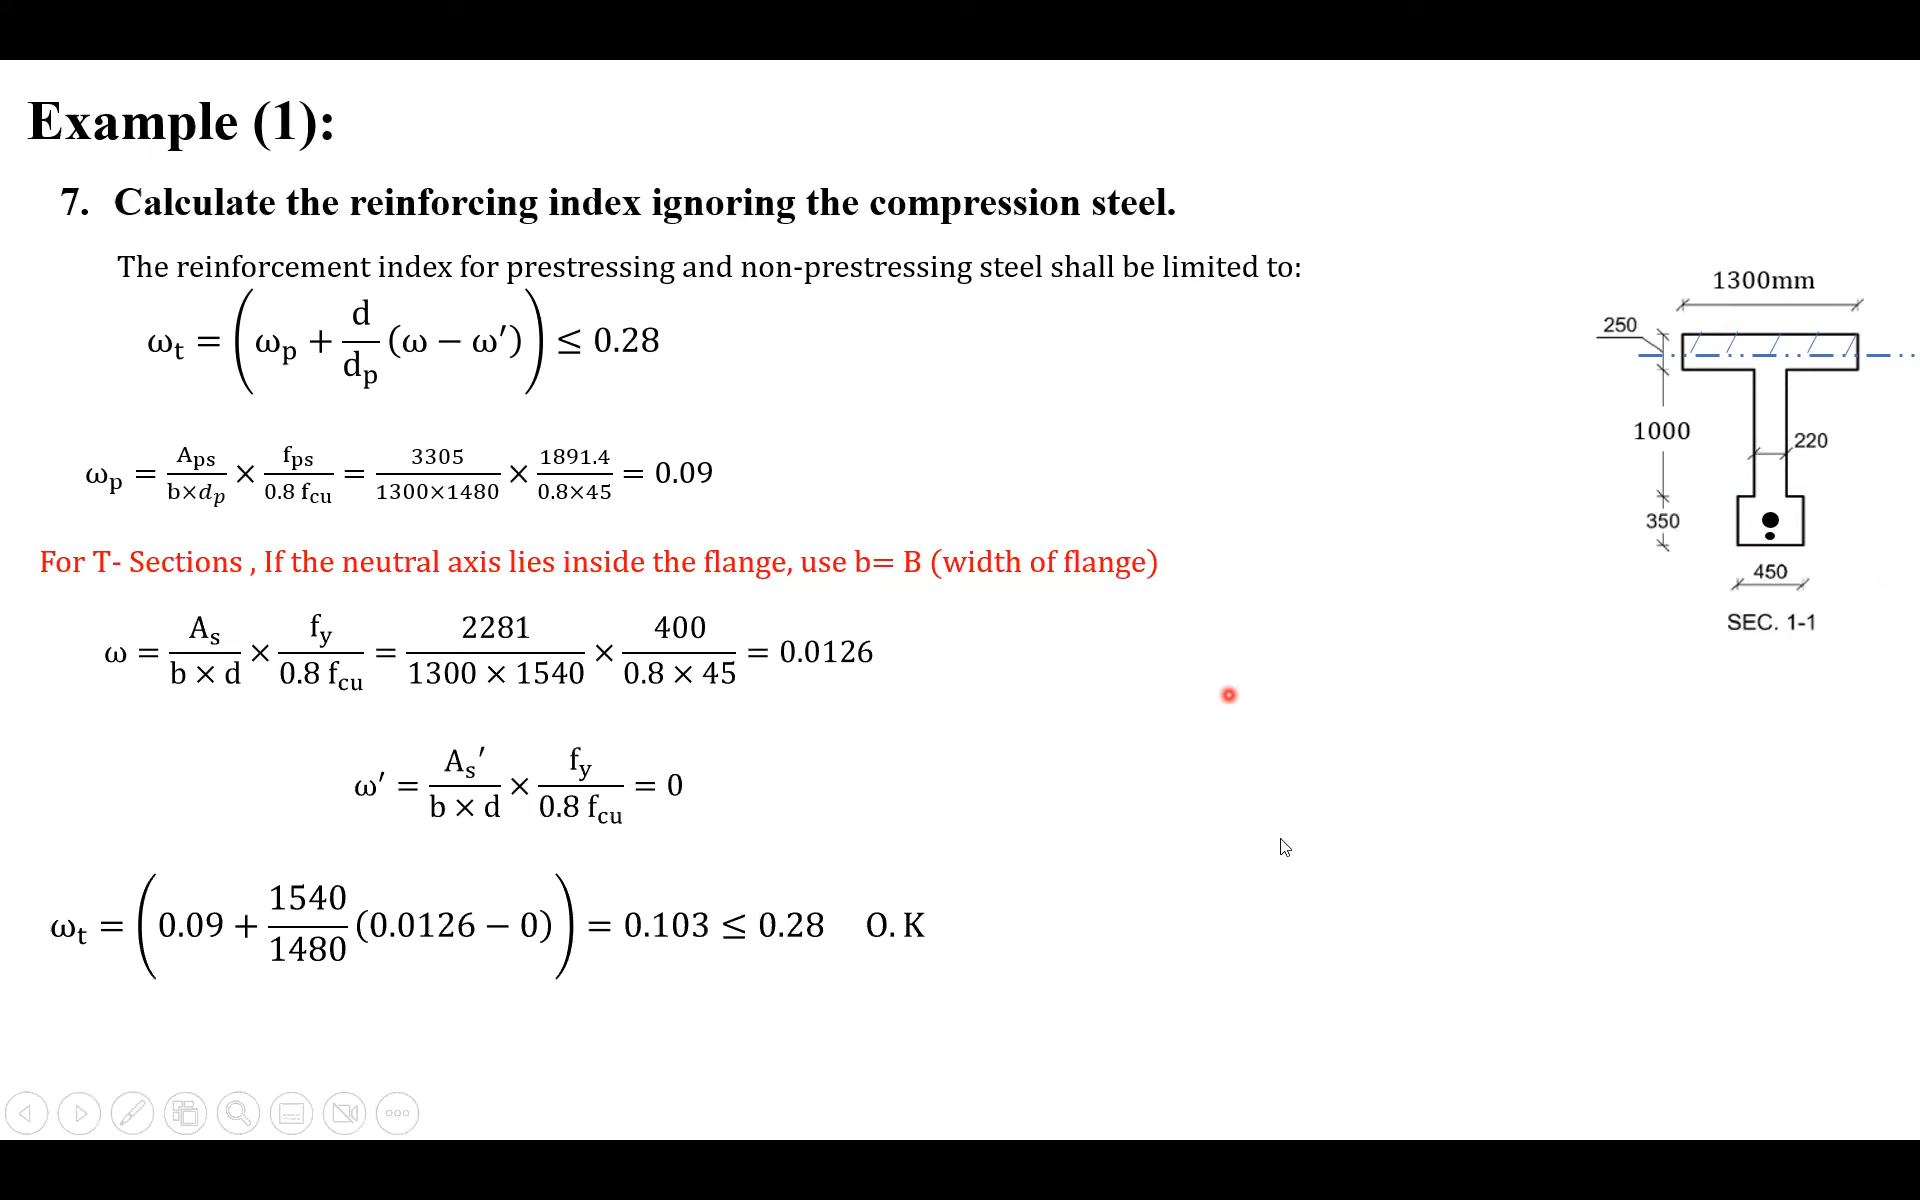 Example (1):
7. Calculate the reinforcing index ignoring the compression steel.
The reinforcement index for prestressing and non-prestressing steel shall be limited to:
ωt = (ωp + d/dp (ω − ω′)) ≤ 0.28
ωp = Aps/(b×dp) × fps/(0.8 fcu) = 3305/(1300×1480) × 1891.4/(0.8×45) = 0.09
For T- Sections , If the neutral axis lies inside the flange, use b= B (width of flange)
ω = As/(b × d) × fy/(0.8 fcu) = 2281/(1300 × 1540) × 400/(0.8 × 45) = 0.0126
ω′ = As′/(b × d) × fy/(0.8 fcu) = 0
ωt = (0.09 + 1540/1480 (0.0126 − 0)) = 0.103 ≤ 0.28 O. K
1300mm
250
1000
220
350
450
SEC. 1-1